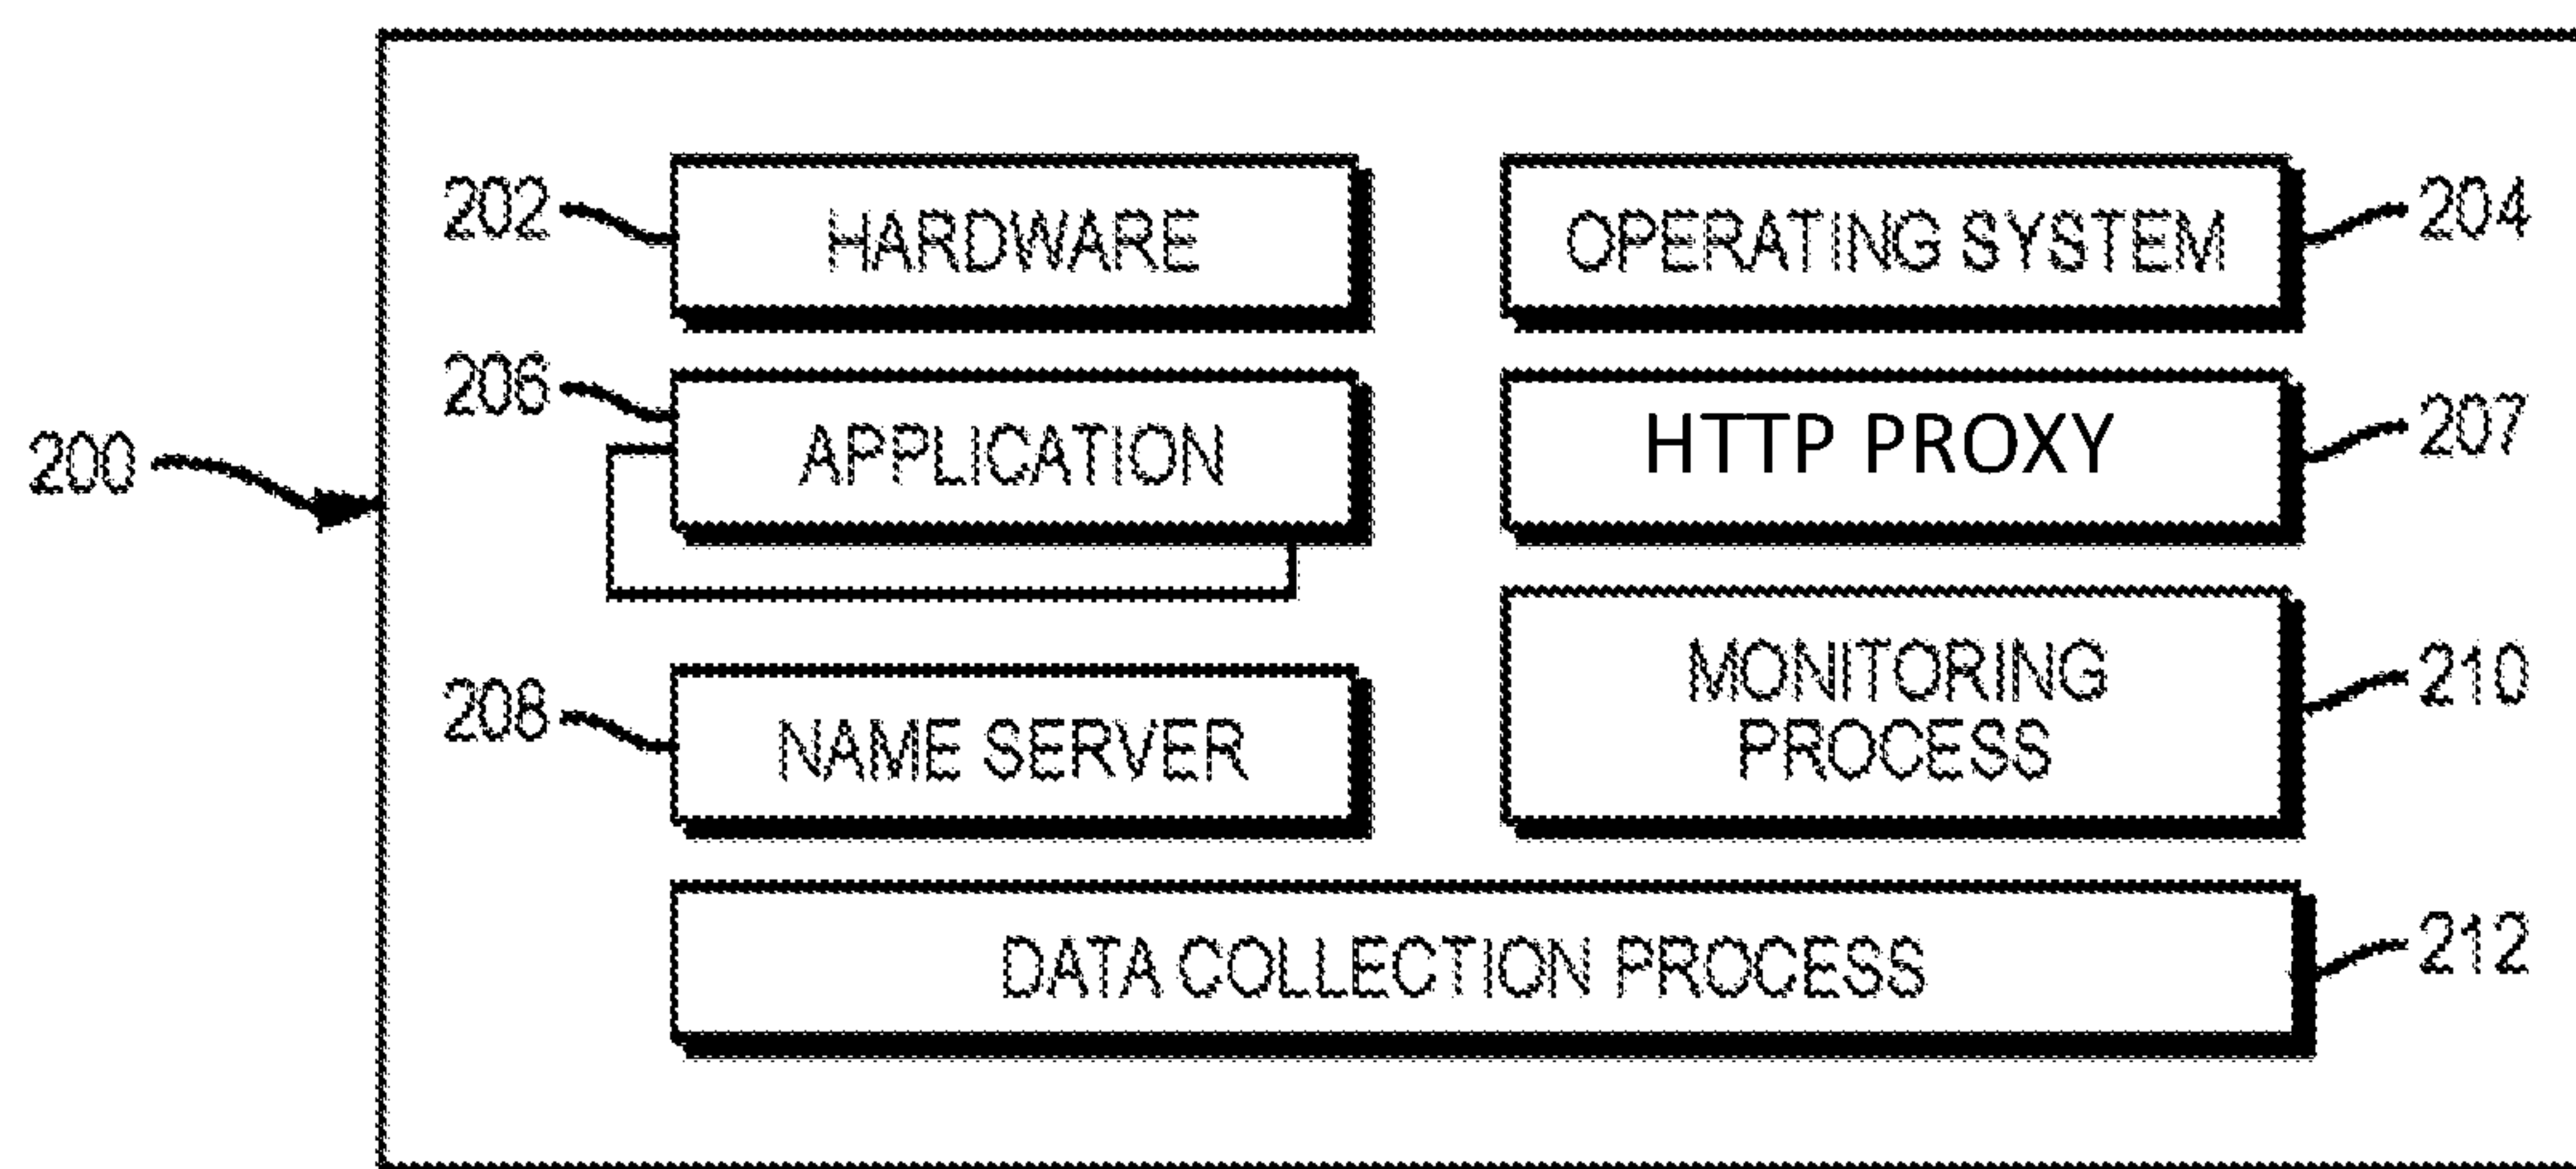 202 HARDWARE OPERATING SYSTEM 204
206 APPLICATION HTTP PROXY 207
200
208 NAME SERVER MONITORING PROCESS 210
DATA COLLECTION PROCESS 212